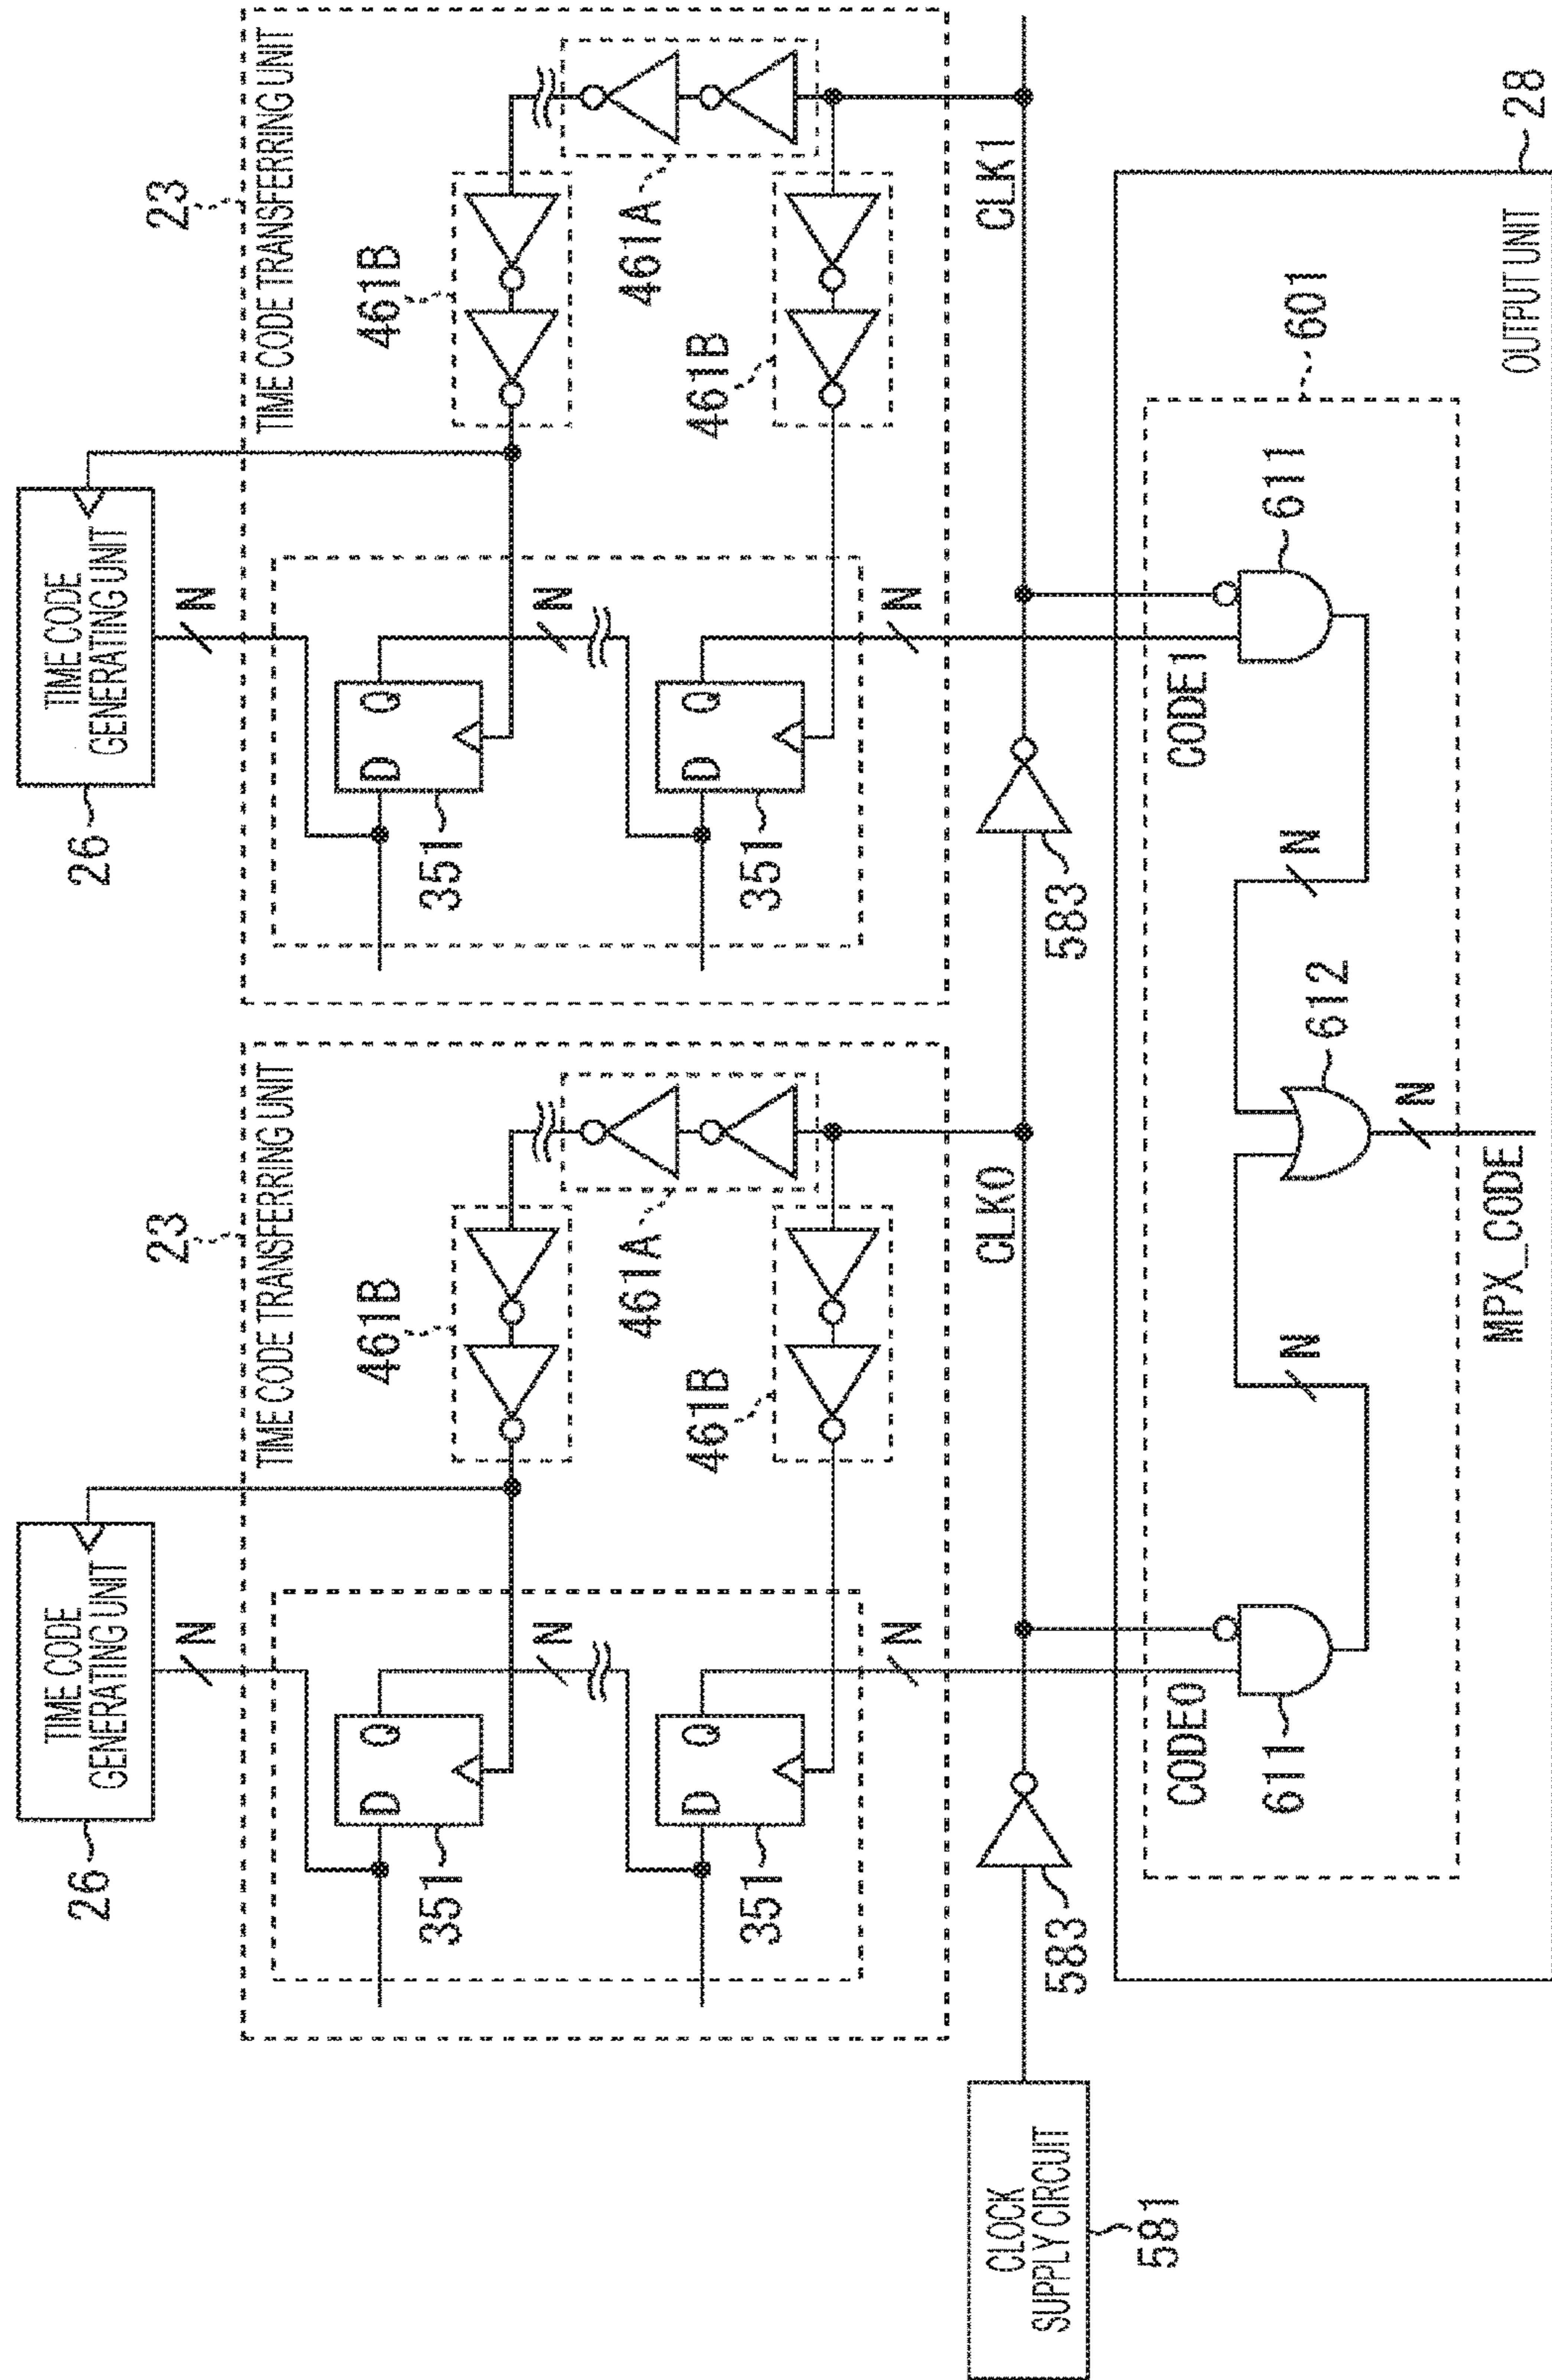 26
TIME CODE
GENERATING UNIT
N
23
TIME CODE TRANSFERRING UNIT
D
Q
351
N
461B
461A
D
Q
351
N
461B
26
TIME CODE
GENERATING UNIT
N
23
TIME CODE TRANSFERRING UNIT
D
Q
351
N
461B
461A
D
Q
351
N
461B
CLOCK
SUPPLY CIRCUIT
581
583
CLK0
583
CLK1
CODE0
611
N
612
N
CODE1
611
601
N
MPX_CODE
OUTPUT UNIT
28